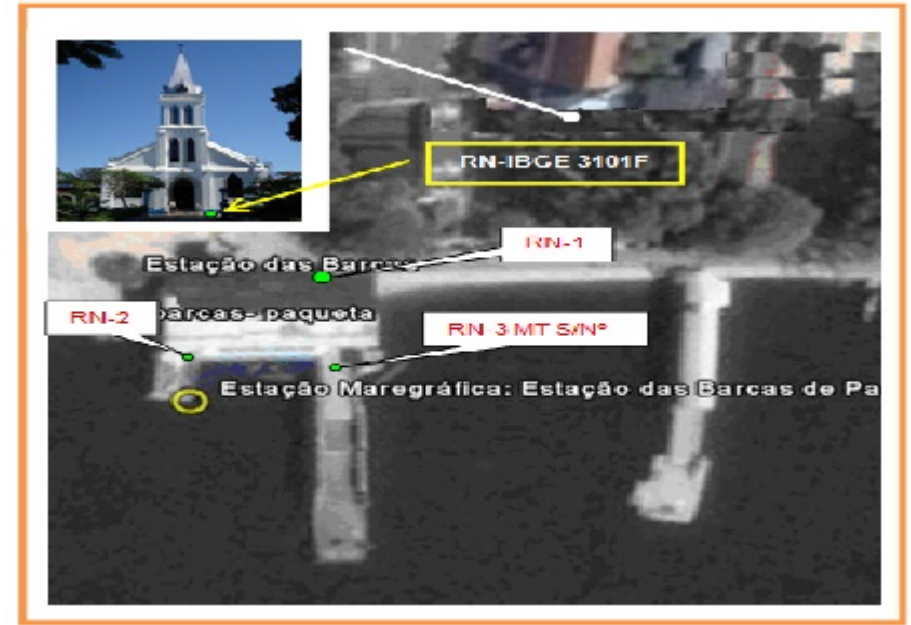 RN-IBGE 3101F
RN-1
Estação das Barcas
RN-2
barcas- paqueta
RN 3 MT S/Nº
Estação Maregráfica: Estação das Barcas de Pa